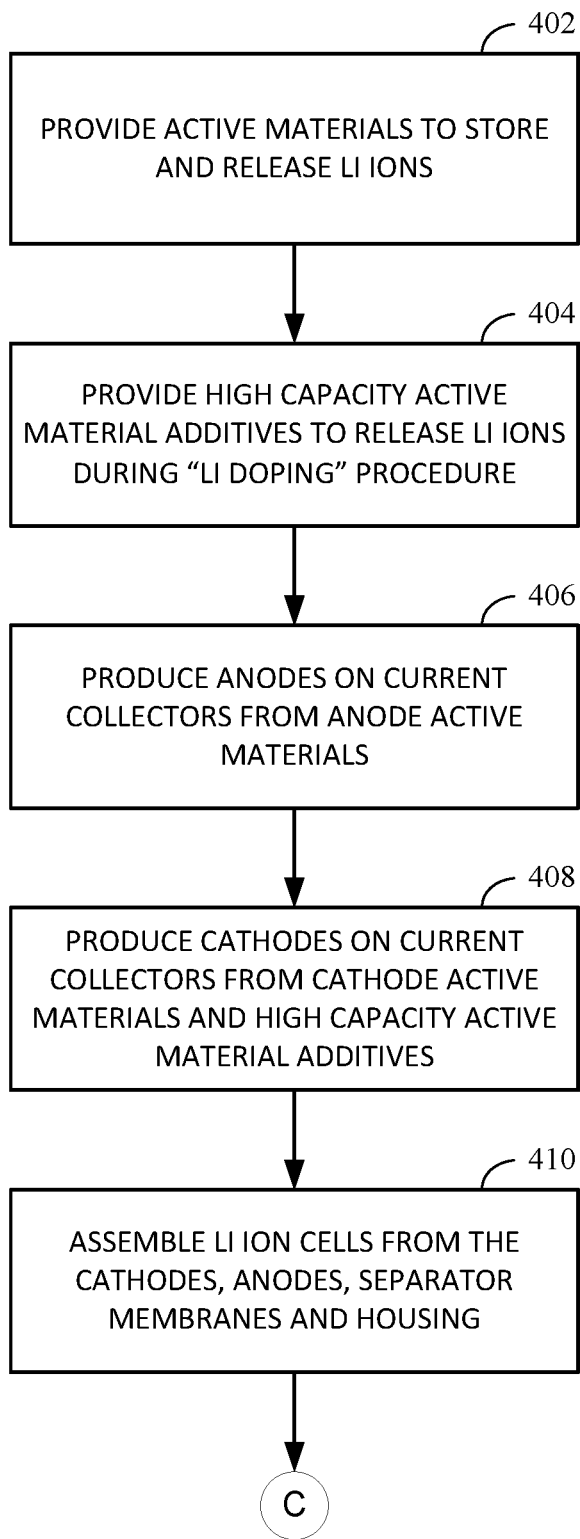 402
PROVIDE ACTIVE MATERIALS TO STORE
AND RELEASE LI IONS
404
PROVIDE HIGH CAPACITY ACTIVE
MATERIAL ADDITIVES TO RELEASE LI IONS
DURING “LI DOPING” PROCEDURE
406
PRODUCE ANODES ON CURRENT
COLLECTORS FROM ANODE ACTIVE
MATERIALS
408
PRODUCE CATHODES ON CURRENT
COLLECTORS FROM CATHODE ACTIVE
MATERIALS AND HIGH CAPACITY ACTIVE
MATERIAL ADDITIVES
410
ASSEMBLE LI ION CELLS FROM THE
CATHODES, ANODES, SEPARATOR
MEMBRANES AND HOUSING
C